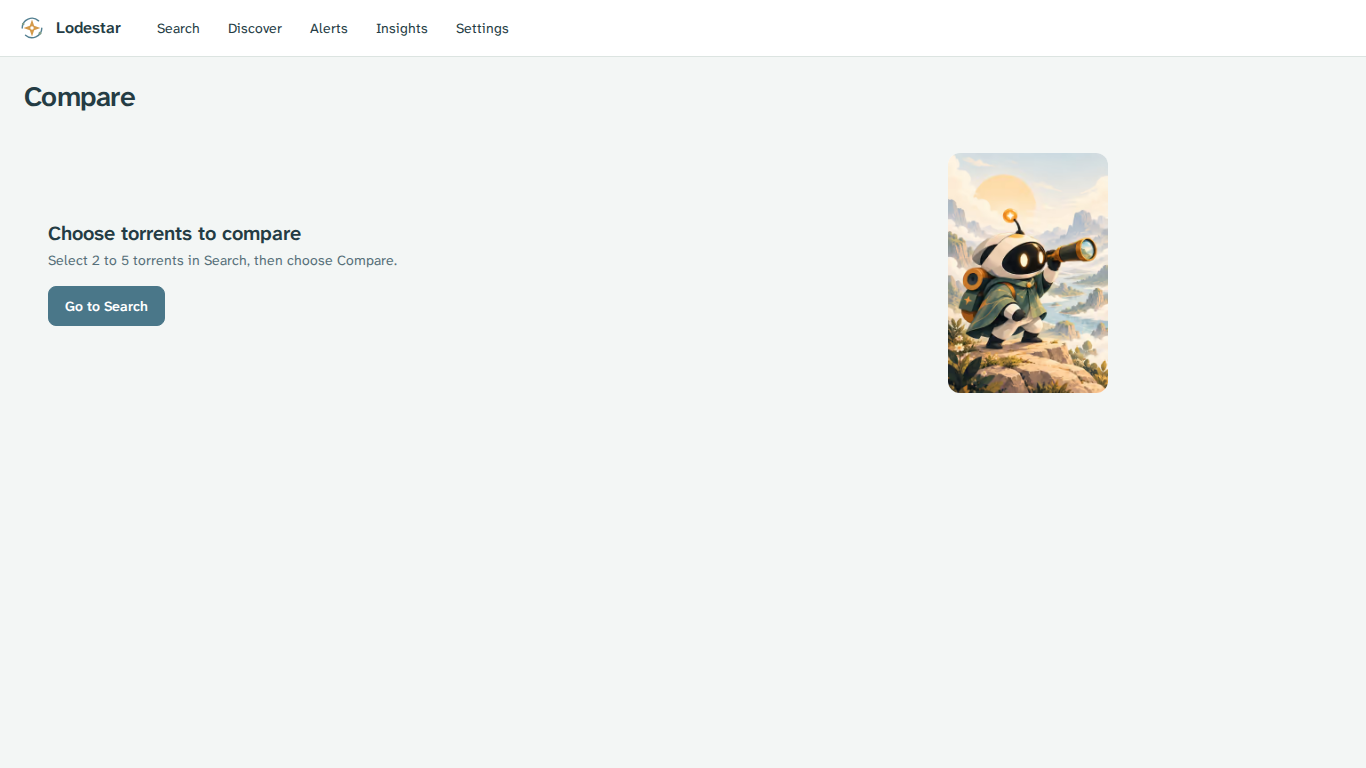 Lodestar
Search
Discover
Alerts
Insights
Settings
Compare
Choose torrents to compare
Select 2 to 5 torrents in Search, then choose Compare.
Go to Search